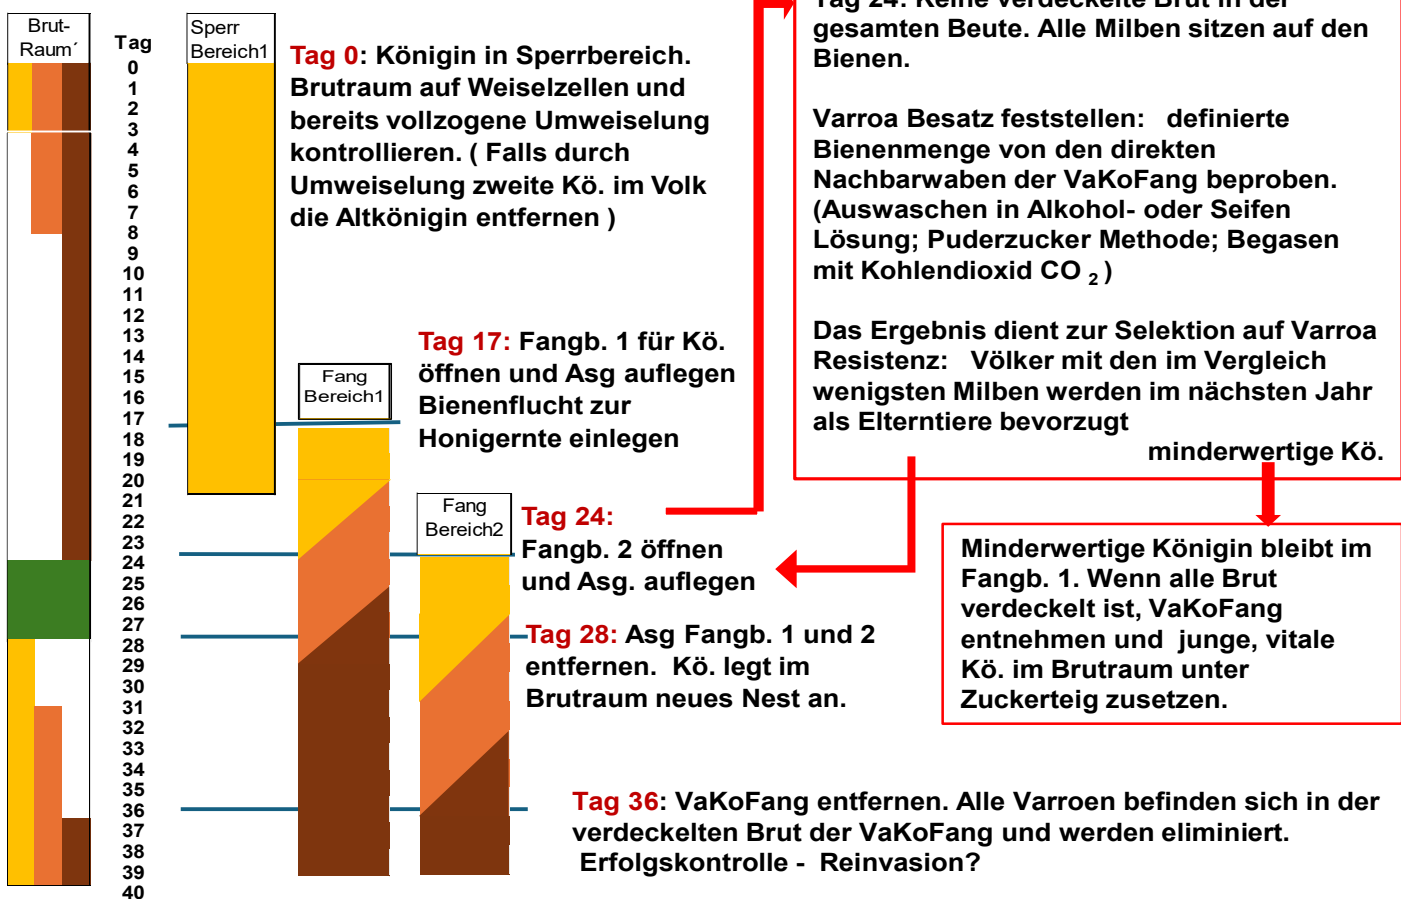 Brut-
Raum´
Tag
0
1
2
3
4
5
6
7
8
9
10
11
12
13
14
15
16
17
18
19
20
21
22
23
24
25
26
27
28
29
30
31
32
33
34
35
36
37
38
39
40
Sperr
Bereich1
Tag 0: Königin in Sperrbereich.
Brutraum auf Weiselzellen und
bereits vollzogene Umweiselung
kontrollieren. ( Falls durch
Umweiselung zweite Kö. im Volk
die Altkönigin entfernen )
Fang
Bereich1
Tag 17: Fangb. 1 für Kö.
öffnen und Asg auflegen
Bienenflucht zur
Honigernte einlegen
Fang
Bereich2
Tag 24:
Fangb. 2 öffnen
und Asg. auflegen
Tag 28: Asg Fangb. 1 und 2
entfernen. Kö. legt im
Brutraum neues Nest an.
Tag 36: VaKoFang entfernen. Alle Varroen befinden sich in der
verdeckelten Brut der VaKoFang und werden eliminiert.
Erfolgskontrolle - Reinvasion?
Tag 24: Keine verdeckelte Brut in der
gesamten Beute. Alle Milben sitzen auf den
Bienen.
Varroa Besatz feststellen: definierte
Bienenmenge von den direkten
Nachbarwaben der VaKoFang beproben.
(Auswaschen in Alkohol- oder Seifen
Lösung; Puderzucker Methode; Begasen
mit Kohlendioxid CO 2 )
Das Ergebnis dient zur Selektion auf Varroa
Resistenz: Völker mit den im Vergleich
wenigsten Milben werden im nächsten Jahr
als Elterntiere bevorzugt
minderwertige Kö.
Minderwertige Königin bleibt im
Fangb. 1. Wenn alle Brut
verdeckelt ist, VaKoFang
entnehmen und junge, vitale
Kö. im Brutraum unter
Zuckerteig zusetzen.